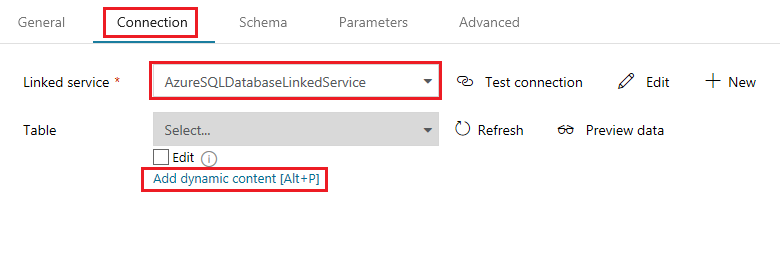 General Connection Schema Parameters Advanced
Linked service * AzureSQLDatabaseLinkedService Test connection Edit New
Table Select... Refresh Preview data
Edit
Add dynamic content [Alt+P]